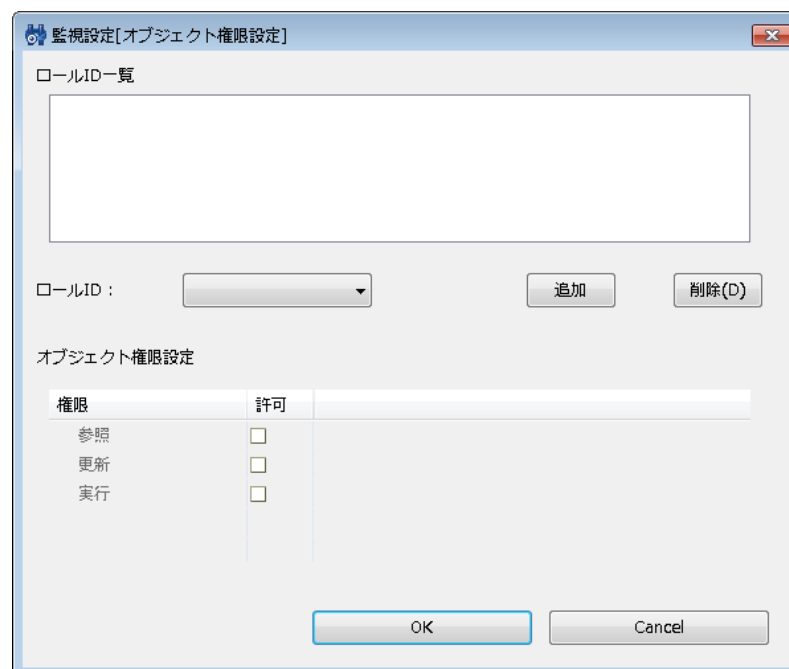 監視設定[オブジェクト権限設定]
ロールID一覧
ロールID： 追加 削除(D)
オブジェクト権限設定
権限 許可
参照
更新
実行
OK Cancel